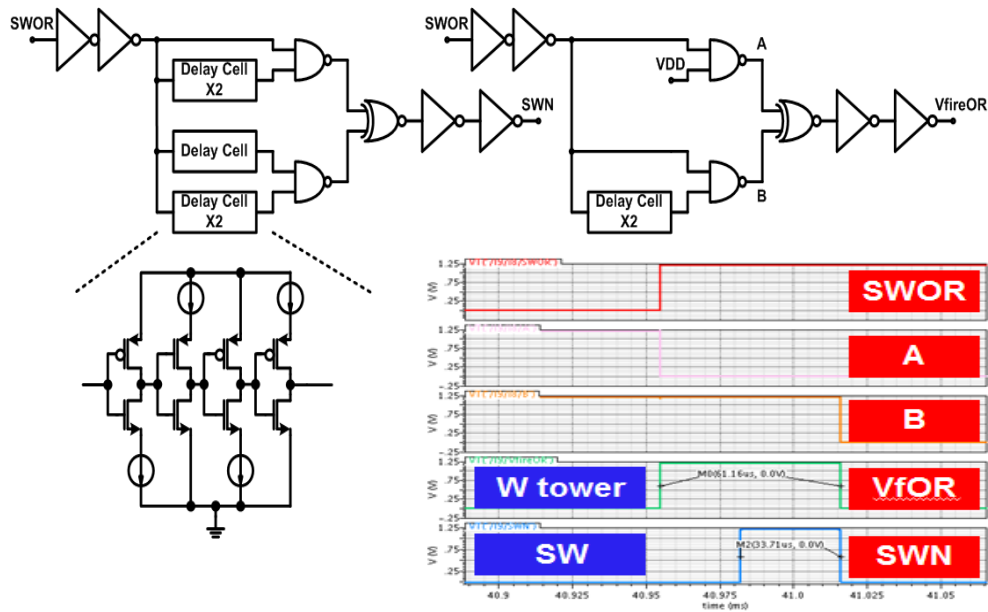 SWOR
Delay Cell
X2
Delay Cell
Delay Cell
X2
SWN
SWOR
VDD
A
B
Delay Cell
X2
VfireOR
1.25
.75
.25
-.25
V (V)
SWOR
1.25
.75
.25
-.25
V (V)
A
1.25
.75
.25
-.25
V (V)
B
1.25
.75
.25
-.25
V (V)
W tower
M0(61.16us, 0.0V)
VfOR
1.25
.75
.25
V (V)
SW
M2(33.71us, 0.0V)
SWN
40.9 40.925 40.95 40.975 41.0 41.025 41.05
time (ms)